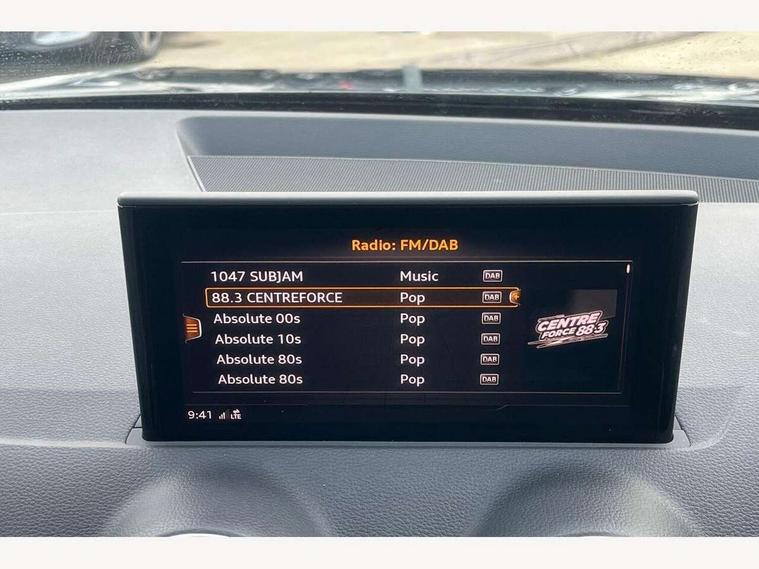 Radio: FM/DAB
1047 SUBJAM Music DAB
88.3 CENTREFORCE Pop DAB
Absolute 00s Pop DAB
Absolute 10s Pop DAB
Absolute 80s Pop DAB
Absolute 80s Pop DAB
CENTRE
FORCE 88.3
9:41 LTE